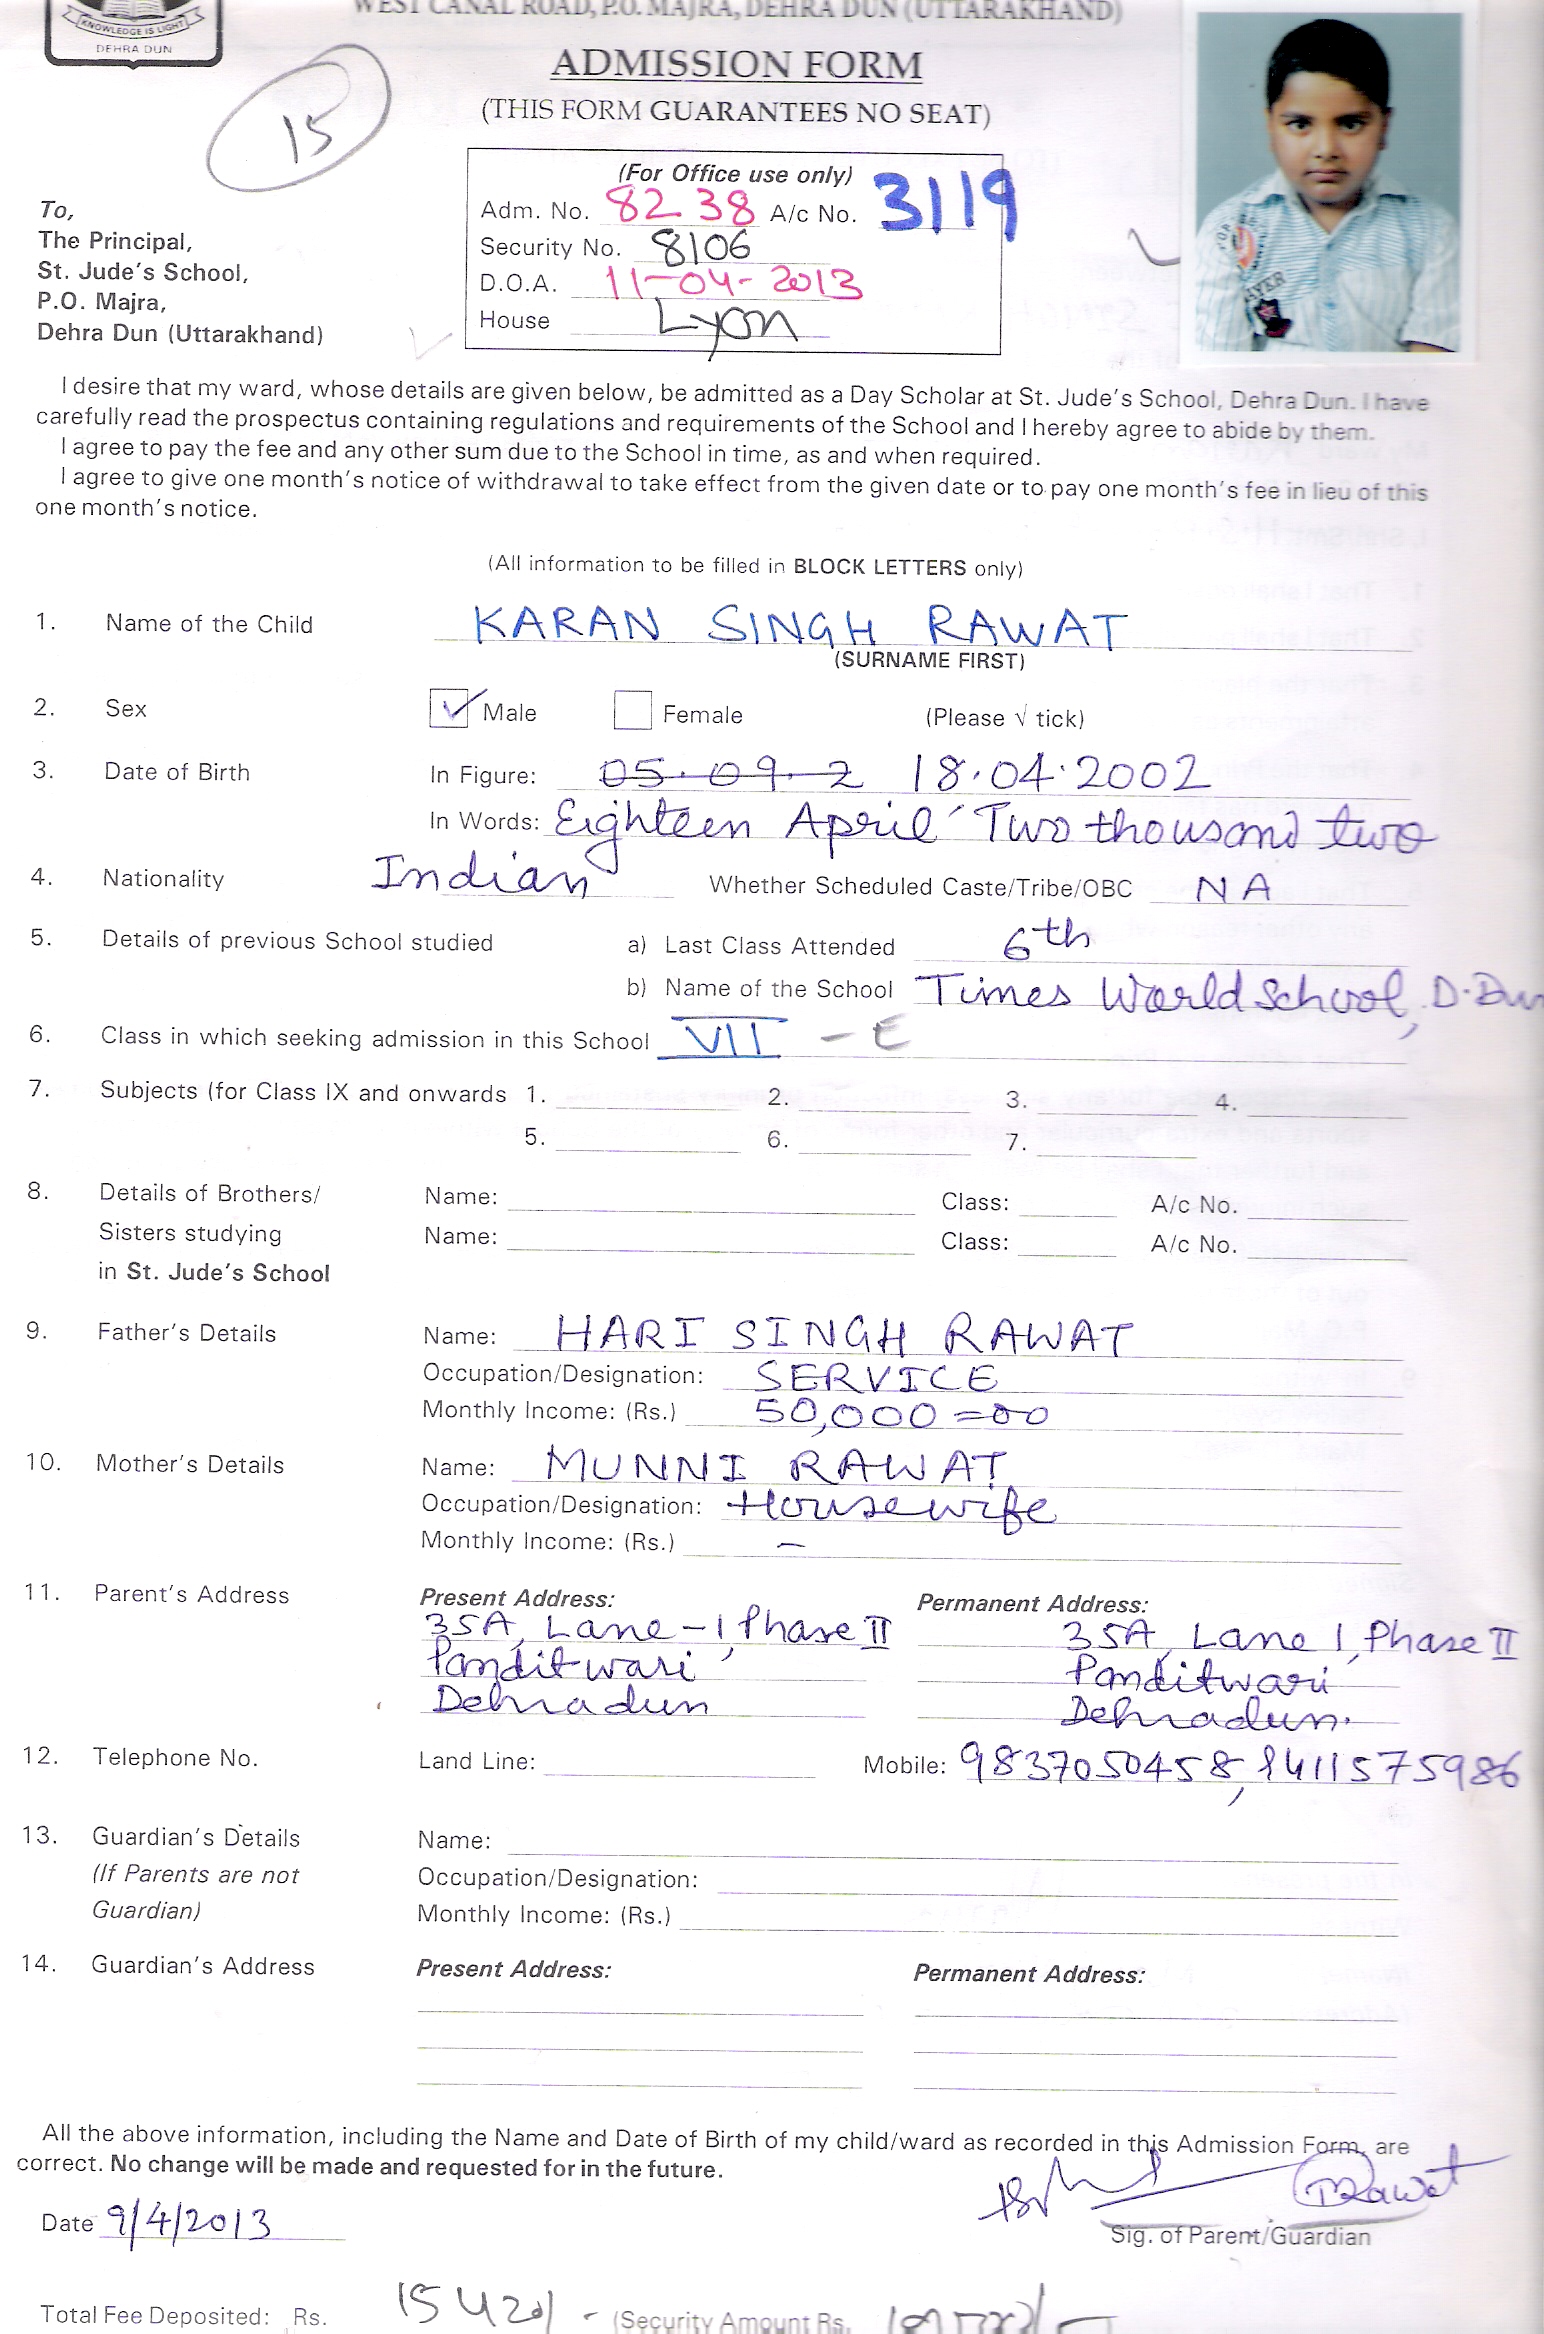 WEST CANAL ROAD, P.O. MAJRA, DEHRA DUN (UTTARAKHAND)
KNOWLEDGE IS LIGHT
DEHRA DUN
ADMISSION FORM
(THIS FORM GUARANTEES NO SEAT)
15
(For Office use only)
Adm. No. 8238 A/c No. 3119
Security No. 8106
D.O.A. 11-04-2013
House Lyon
To,
The Principal,
St. Jude's School,
P.O. Majra,
Dehra Dun (Uttarakhand)
I desire that my ward, whose details are given below, be admitted as a Day Scholar at St. Jude's School, Dehra Dun. I have
carefully read the prospectus containing regulations and requirements of the School and I hereby agree to abide by them.
I agree to pay the fee and any other sum due to the School in time, as and when required.
I agree to give one month's notice of withdrawal to take effect from the given date or to pay one month's fee in lieu of this
one month's notice.
(All information to be filled in BLOCK LETTERS only)
1. Name of the Child KARAN SINGH RAWAT
(SURNAME FIRST)
2. Sex Male Female (Please √ tick)
3. Date of Birth In Figure: 05.09.2 18.04.2002
In Words: Eighteen April Two thousand two
4. Nationality Indian Whether Scheduled Caste/Tribe/OBC NA
5. Details of previous School studied a) Last Class Attended 6th
b) Name of the School Times World School, D.Dun
6. Class in which seeking admission in this School VII - E
7. Subjects (for Class IX and onwards 1. 2. 3. 4.
5. 6. 7.
8. Details of Brothers/ Name: Class: A/c No.
Sisters studying Name: Class: A/c No.
in St. Jude's School
9. Father's Details Name: HARI SINGH RAWAT
Occupation/Designation: SERVICE
Monthly Income: (Rs.) 50,000=00
10. Mother's Details Name: MUNNI RAWAT
Occupation/Designation: Housewife
Monthly Income: (Rs.) -
11. Parent's Address Present Address: Permanent Address:
35A, Lane-1, Phase II 35A, Lane 1, Phase II
Panditwari Panditwari
Dehradun Dehradun.
12. Telephone No. Land Line: Mobile: 9837050458, 9411575986
13. Guardian's Details Name:
(If Parents are not Occupation/Designation:
Guardian) Monthly Income: (Rs.)
14. Guardian's Address Present Address: Permanent Address:
All the above information, including the Name and Date of Birth of my child/ward as recorded in this Admission Form, are
correct. No change will be made and requested for in the future.
Rawat
Date 9/4/2013 Sig. of Parent/Guardian
Total Fee Deposited: Rs. 15420/- (Security Amount Rs.